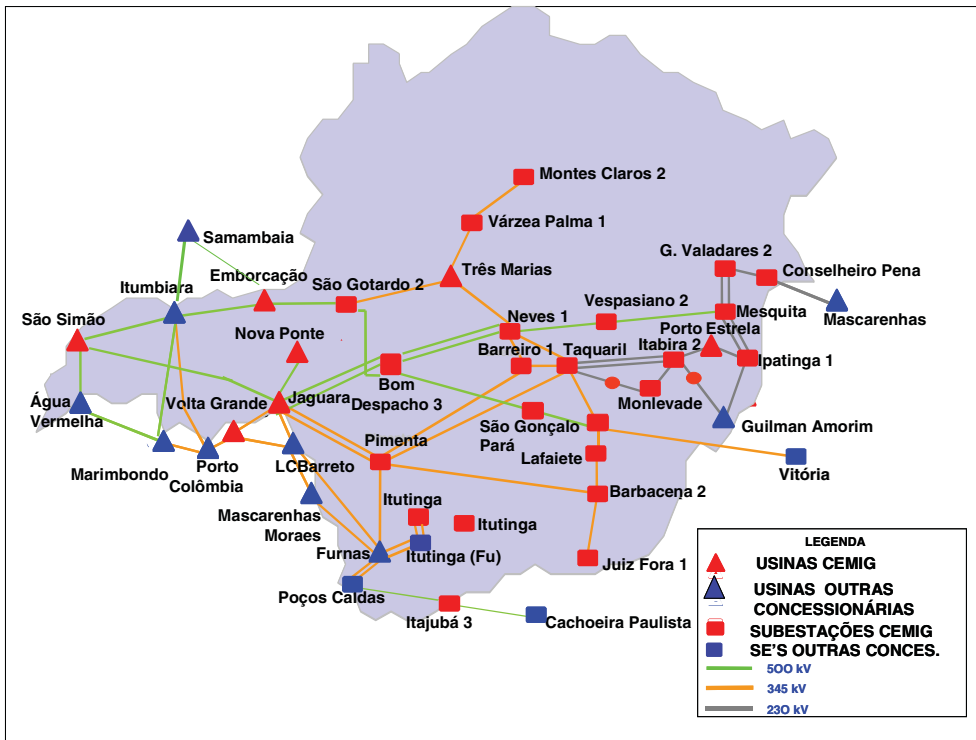 Montes Claros 2
Várzea Palma 1
Samambaia
G. Valadares 2
Conselheiro Pena
Emborcação
São Gotardo 2
Três Marias
Itumbiara
Vespasiano 2
Mesquita
Mascarenhas
São Simão
Nova Ponte
Neves 1
Porto Estrela
Itabira 2
Barreiro 1
Taquaril
Ipatinga 1
Água
Vermelha
Volta Grande
Jaguara
Bom
Despacho 3
Monlevade
São Gonçalo
Pará
Guilman Amorim
Marimbondo
Porto
Colômbia
LCBarreto
Pimenta
Lafaiete
Vitória
Mascarenhas
Moraes
Itutinga
Itutinga
Barbacena 2
Furnas
Itutinga (Fu)
Juiz Fora 1
Poços Caldas
Itajubá 3
Cachoeira Paulista
LEGENDA
USINAS CEMIG
USINAS OUTRAS
CONCESSIONÁRIAS
SUBESTAÇÕES CEMIG
SE'S OUTRAS CONCES.
500 kV
345 kV
230 kV